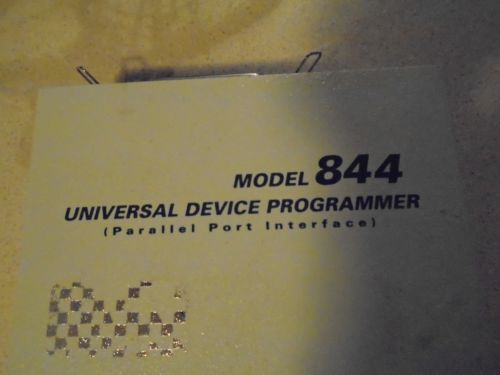 MODEL 844
UNIVERSAL DEVICE PROGRAMMER
(Parallel Port Interface)